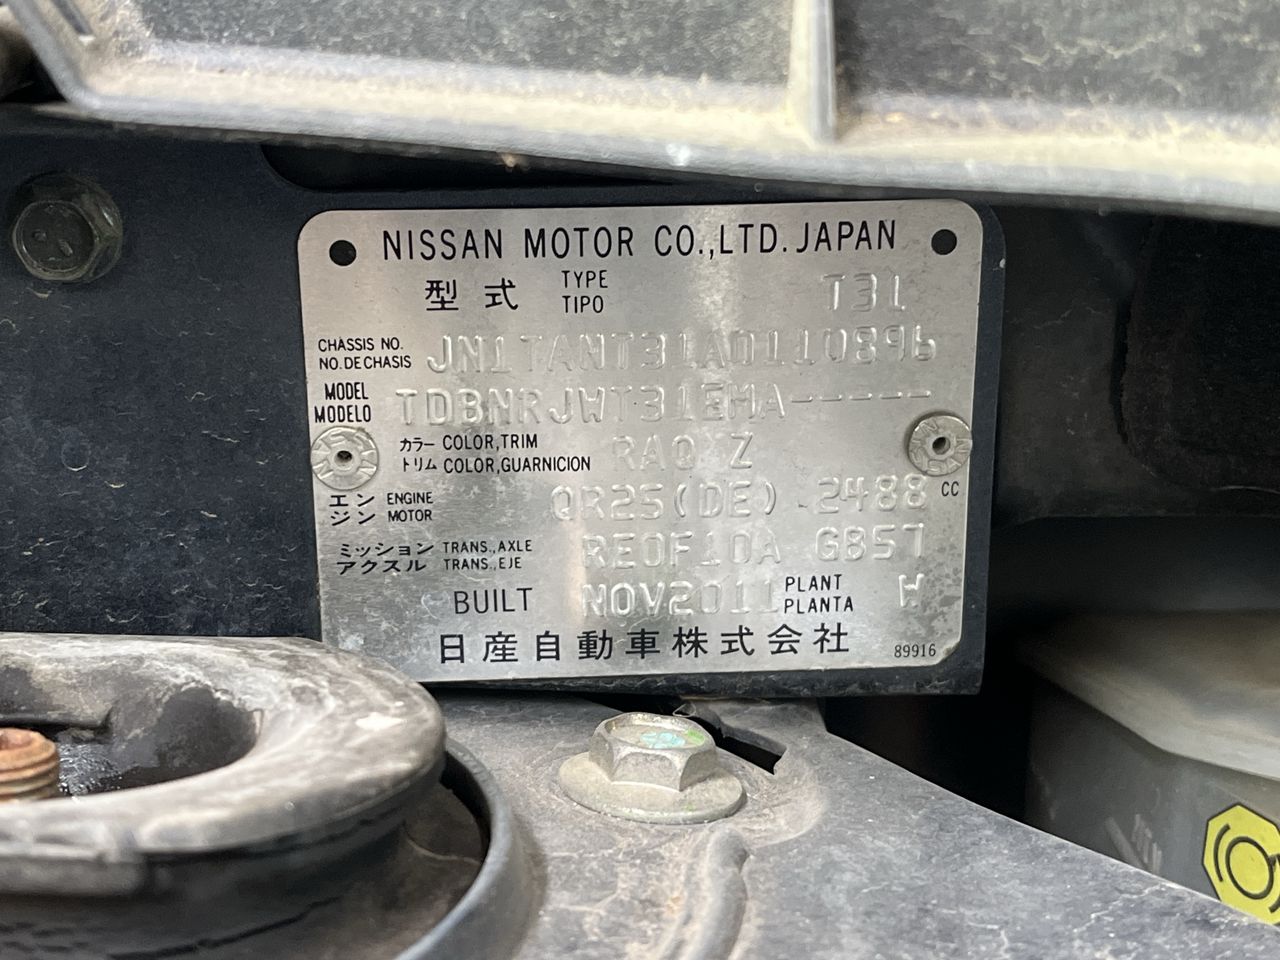 NISSAN MOTOR CO.,LTD. JAPAN
型式 TYPE TIPO T31
CHASSIS NO. NO. DE CHASIS JN1TANT31A0110896
MODEL MODELO TDBNRJWT31EMA-----
カラー COLOR,TRIM トリム COLOR,GUARNICION RAQ Z
エンジン ENGINE MOTOR QR25(DE) 2488 CC
ミッション TRANS.,AXLE アクスル TRANS.,EJE RE0F10A GB57
BUILT NOV2011 PLANT PLANTA W
日産自動車株式会社 89916